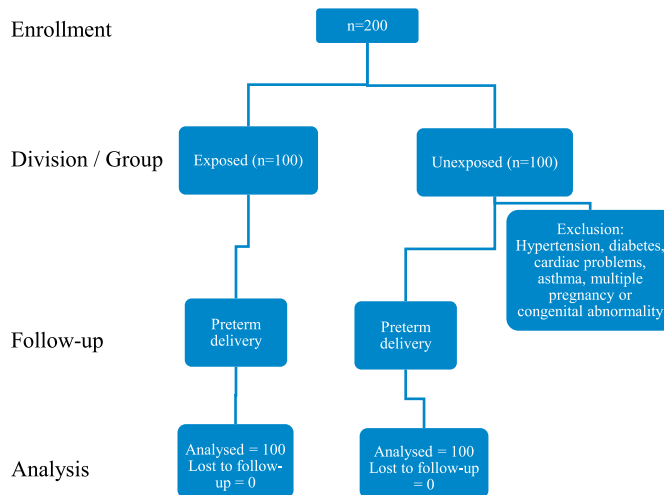 Enrollment
n=200
Division / Group
Exposed (n=100)
Unexposed (n=100)
Exclusion:
Hypertension, diabetes,
cardiac problems,
asthma, multiple
pregnancy or
congenital abnormality
Follow-up
Preterm
delivery
Preterm
delivery
Analysis
Analysed = 100
Lost to follow-
up = 0
Analysed = 100
Lost to follow-up
= 0